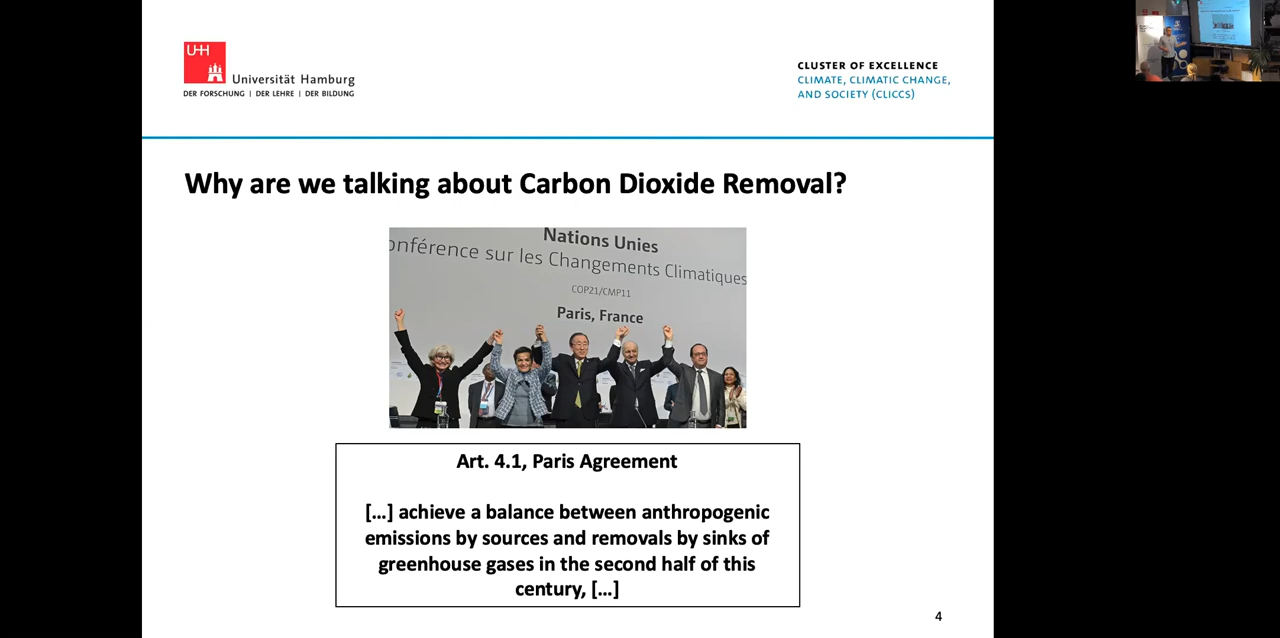 UHH
Universität Hamburg
DER FORSCHUNG | DER LEHRE | DER BILDUNG
CLUSTER OF EXCELLENCE
CLIMATE, CLIMATIC CHANGE,
AND SOCIETY (CLICCS)
Why are we talking about Carbon Dioxide Removal?
Nations Unies
onférence sur les Changements Climatiques
COP21/CMP11
Paris, France
Art. 4.1, Paris Agreement
[...] achieve a balance between anthropogenic
emissions by sources and removals by sinks of
greenhouse gases in the second half of this
century, [...]
4